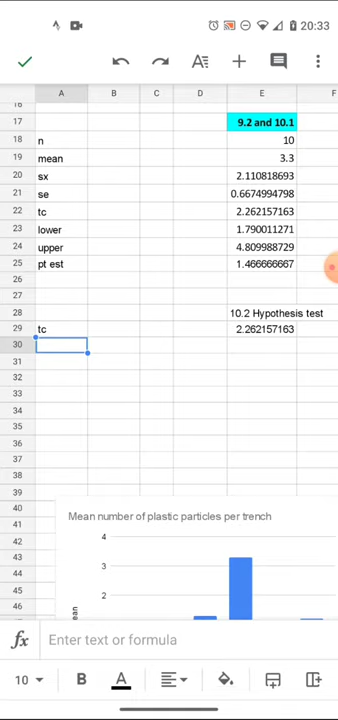 20:33
A B C D E F
16
17 9.2 and 10.1
18 n 10
19 mean 3.3
20 sx 2.110818693
21 se 0.6674994798
22 tc 2.262157163
23 lower 1.790011271
24 upper 4.809988729
25 pt est 1.466666667
26
27
28 10.2 Hypothesis test
29 tc 2.262157163
30
31
32
33
34
35
36
37
38
39
40
41 Mean number of plastic particles per trench
42 4
43
44 3
45
46 2
mean
fx Enter text or formula
10 B A